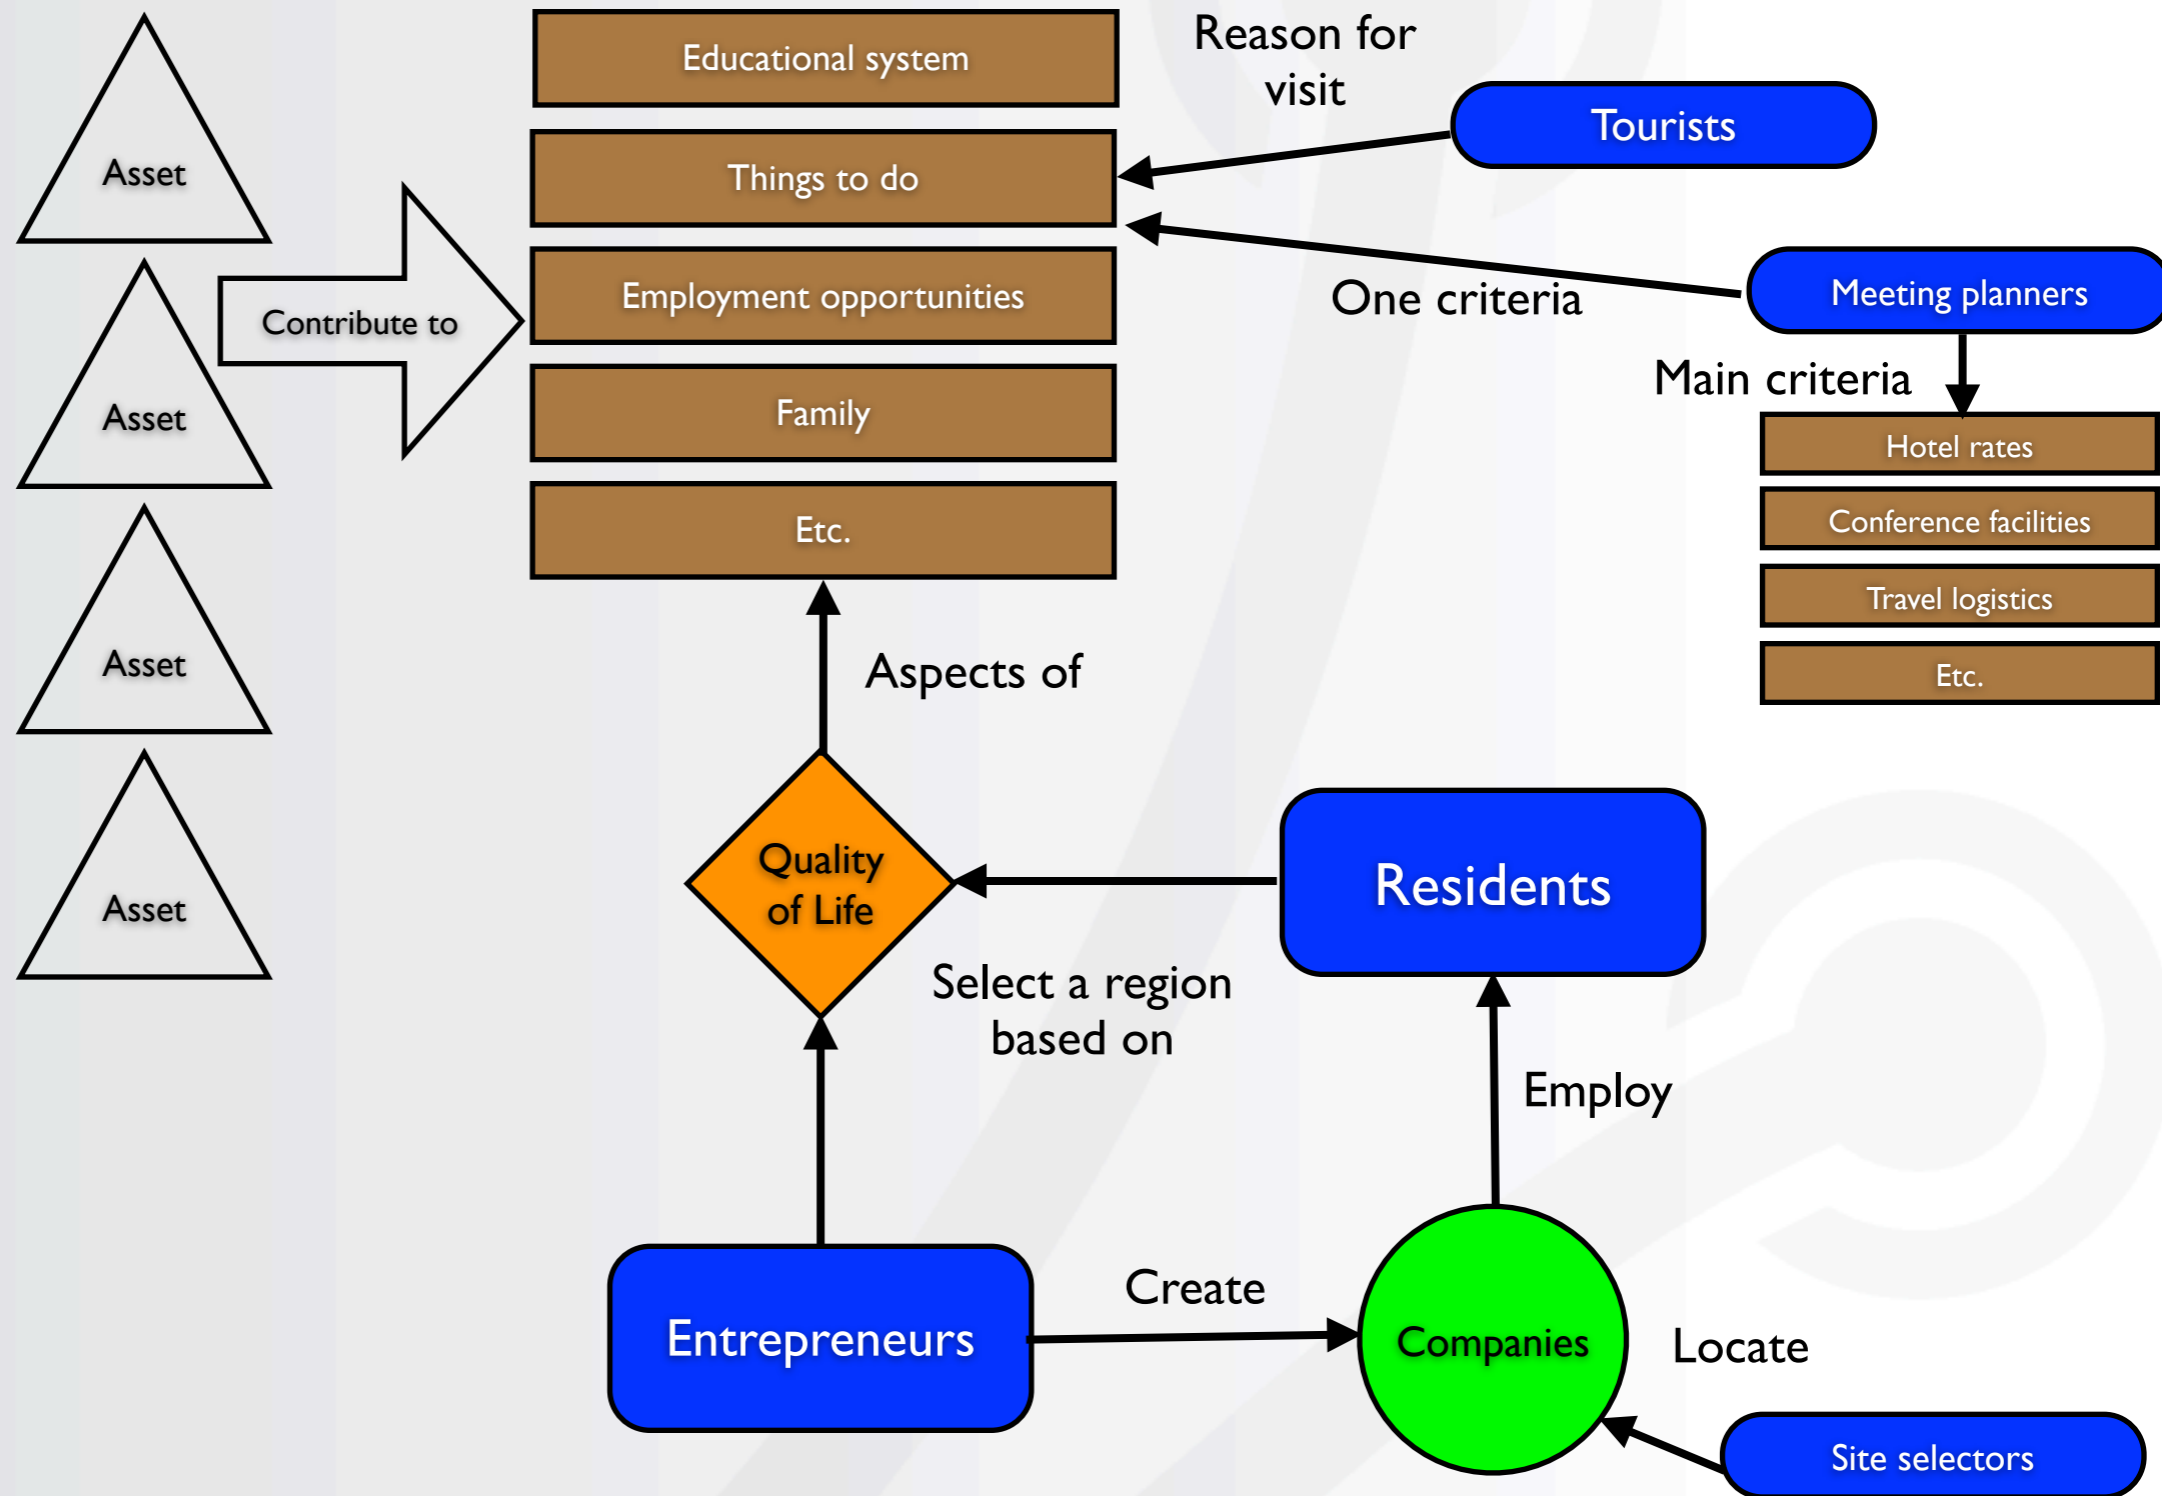 Educational system
Reason for
visit
Tourists
Asset
Things to do
Contribute to
Employment opportunities
One criteria
Meeting planners
Main criteria
Asset
Family
Hotel rates
Etc.
Conference facilities
Travel logistics
Asset
Aspects of
Etc.
Quality
of Life
Residents
Asset
Select a region
based on
Employ
Create
Entrepreneurs
Companies
Locate
Site selectors